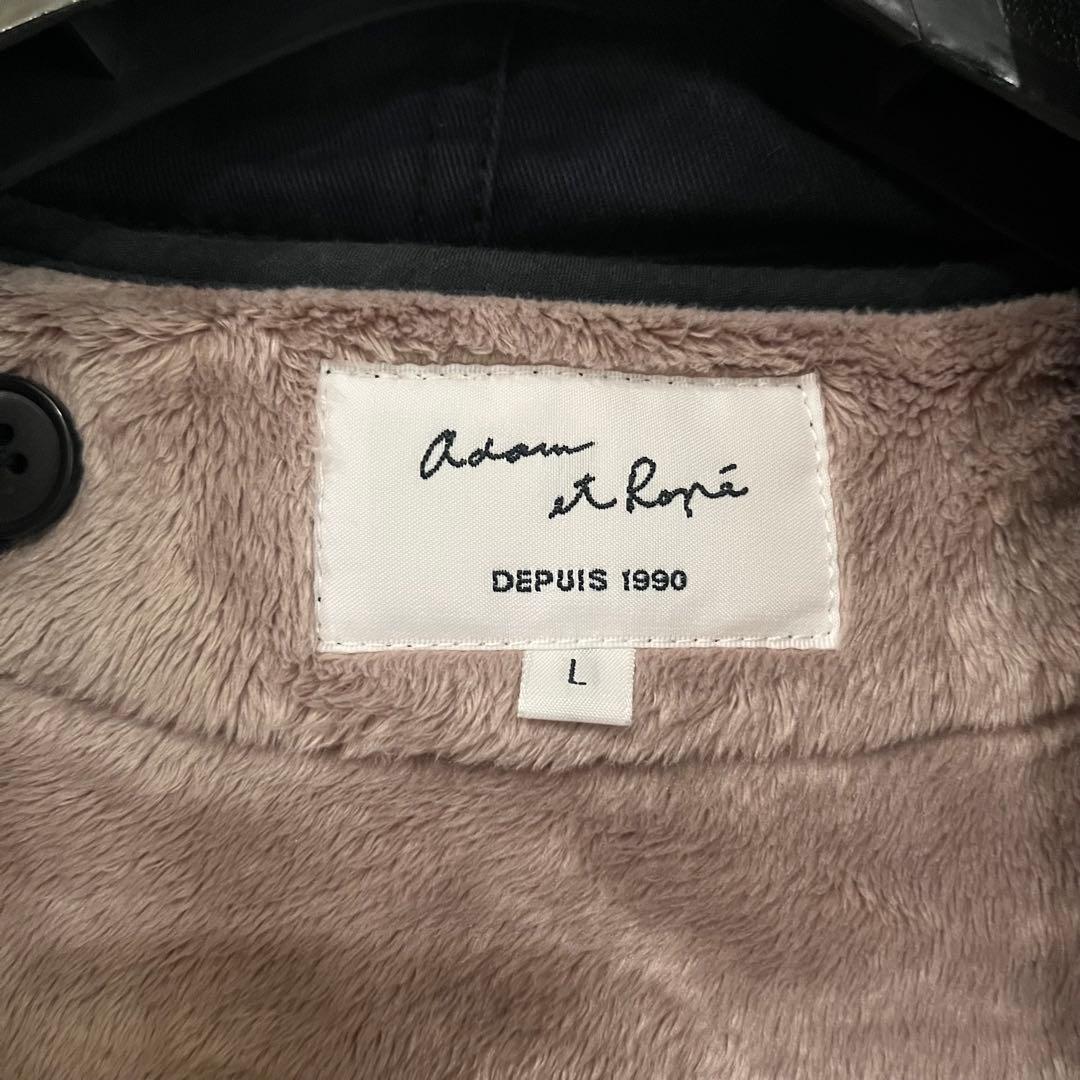 Adam
et Ropé
DEPUIS 1990
L